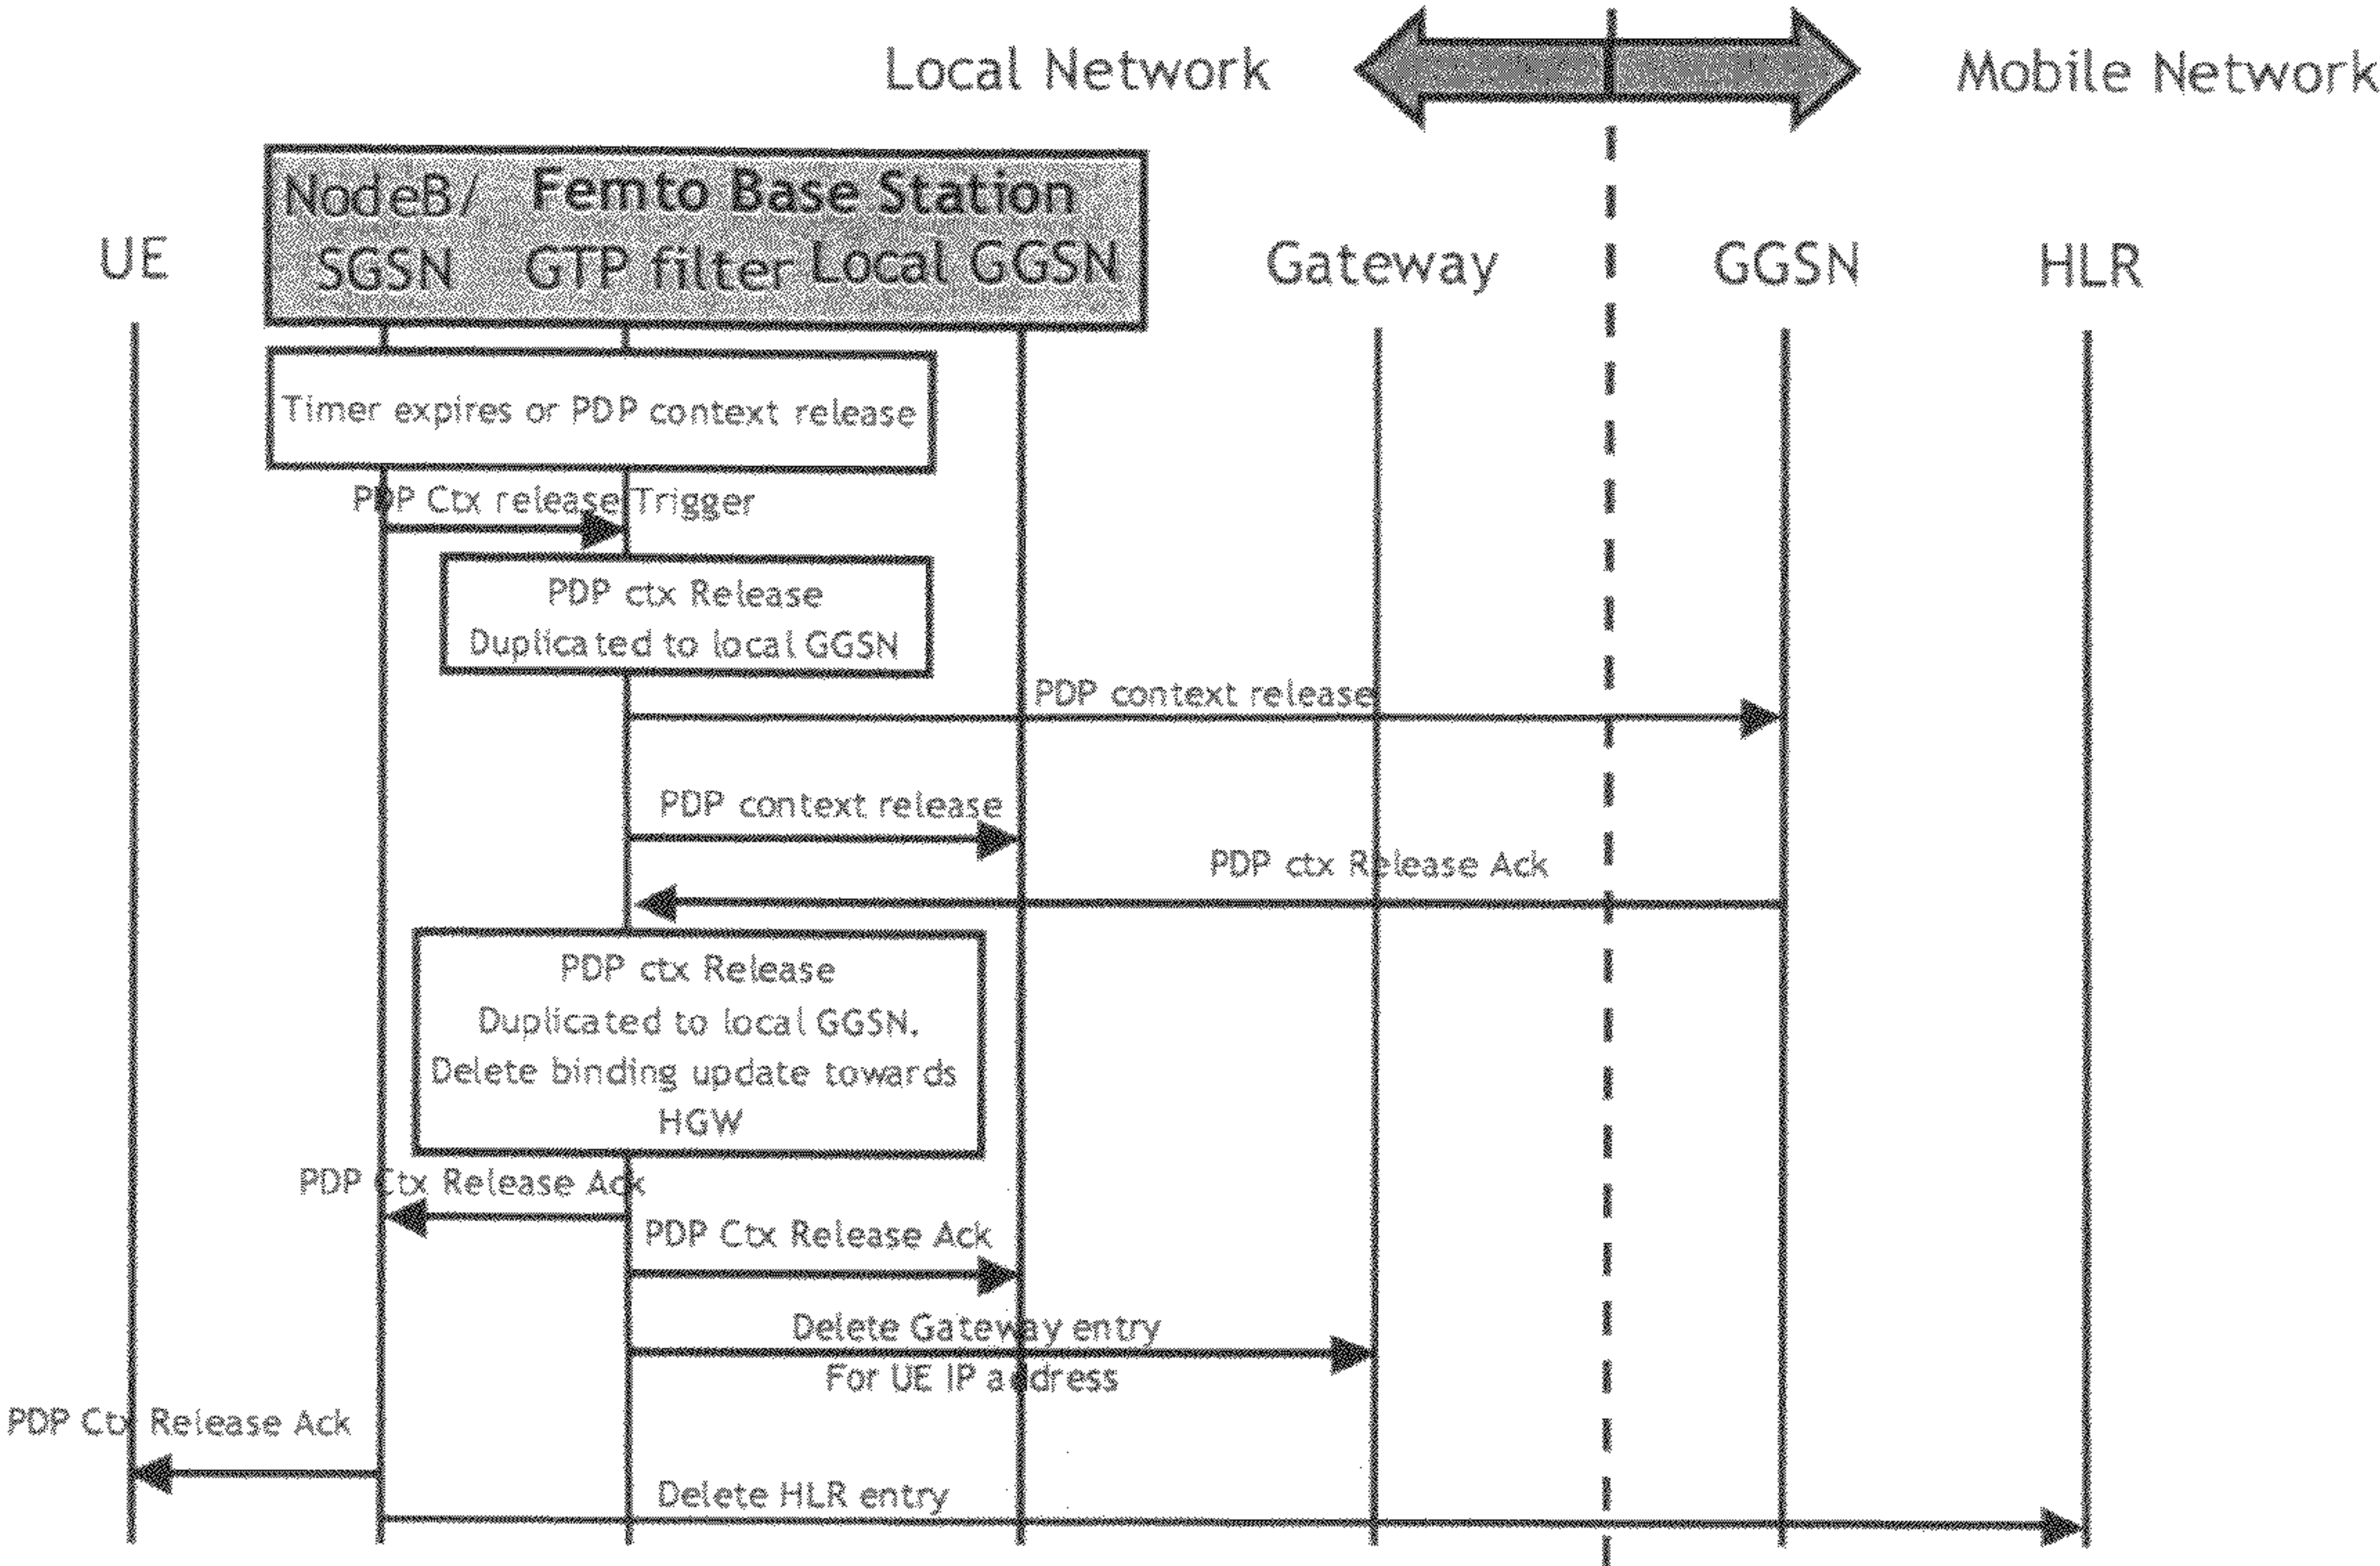 Local Network
Mobile Network
NodeB/
Femto Base Station
UE
SGSN
GTP filter
Local GGSN
Gateway
GGSN
HLR
Timer expires or PDP context release
PDP Ctx release Trigger
PDP ctx Release
Duplicated to local GGSN
PDP context release
PDP context release
PDP ctx Release Ack
PDP ctx Release
Duplicated to local GGSN.
Delete binding update towards
HGW
PDP Ctx Release Ack
PDP Ctx Release Ack
Delete Gateway entry
For UE IP address
PDP Ctx Release Ack
Delete HLR entry